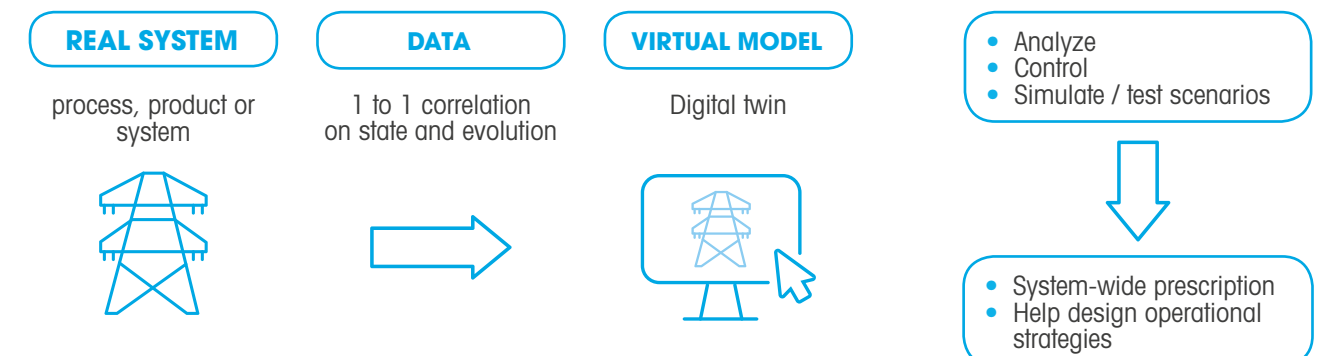 REAL SYSTEM
process, product or
system
DATA
1 to 1 correlation
on state and evolution
VIRTUAL MODEL
Digital twin
• Analyze
• Control
• Simulate / test scenarios
• System-wide prescription
• Help design operational
strategies